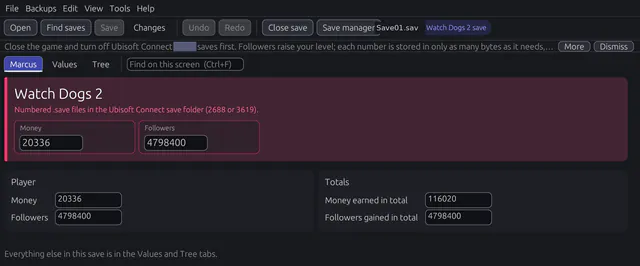 File Backups Edit View Tools Help
Open Find saves Save Changes Undo Redo Close save Save manager Save01.sav Watch Dogs 2 save
Close the game and turn off Ubisoft Connect saves first. Followers raise your level; each number is stored in only as many bytes as it needs,... More Dismiss
Marcus Values Tree Find on this screen (Ctrl+F)
Watch Dogs 2
Numbered .save files in the Ubisoft Connect save folder (2688 or 3619).
Money Followers
20336 4798400
Player Totals
Money 20336 Money earned in total 116020
Followers 4798400 Followers gained in total 4798400
Everything else in this save is in the Values and Tree tabs.